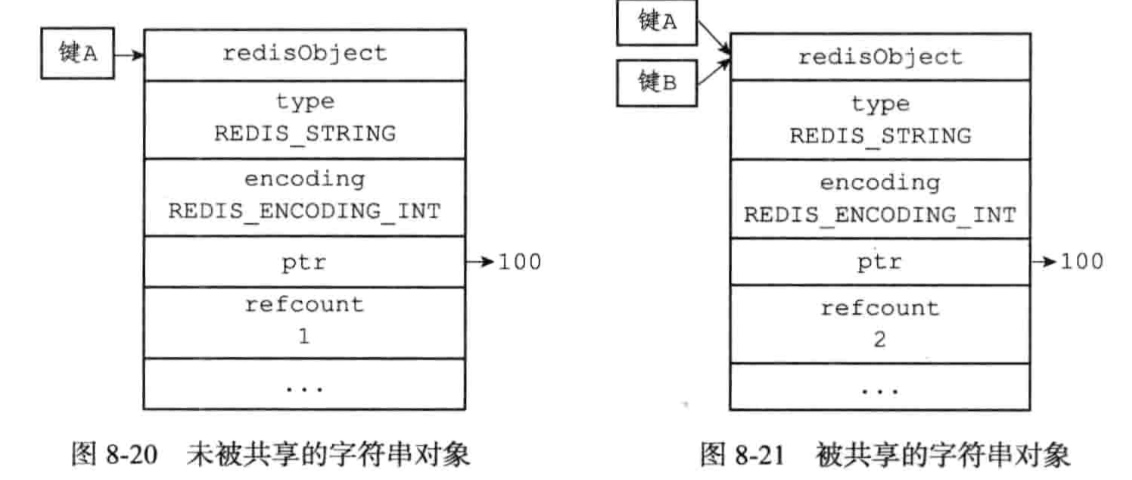 键A
redisObject
type
REDIS_STRING
encoding
REDIS_ENCODING_INT
ptr
100
refcount
1
...
图 8-20 未被共享的字符串对象
键A
键B
redisObject
type
REDIS_STRING
encoding
REDIS_ENCODING_INT
ptr
100
refcount
2
...
图 8-21 被共享的字符串对象